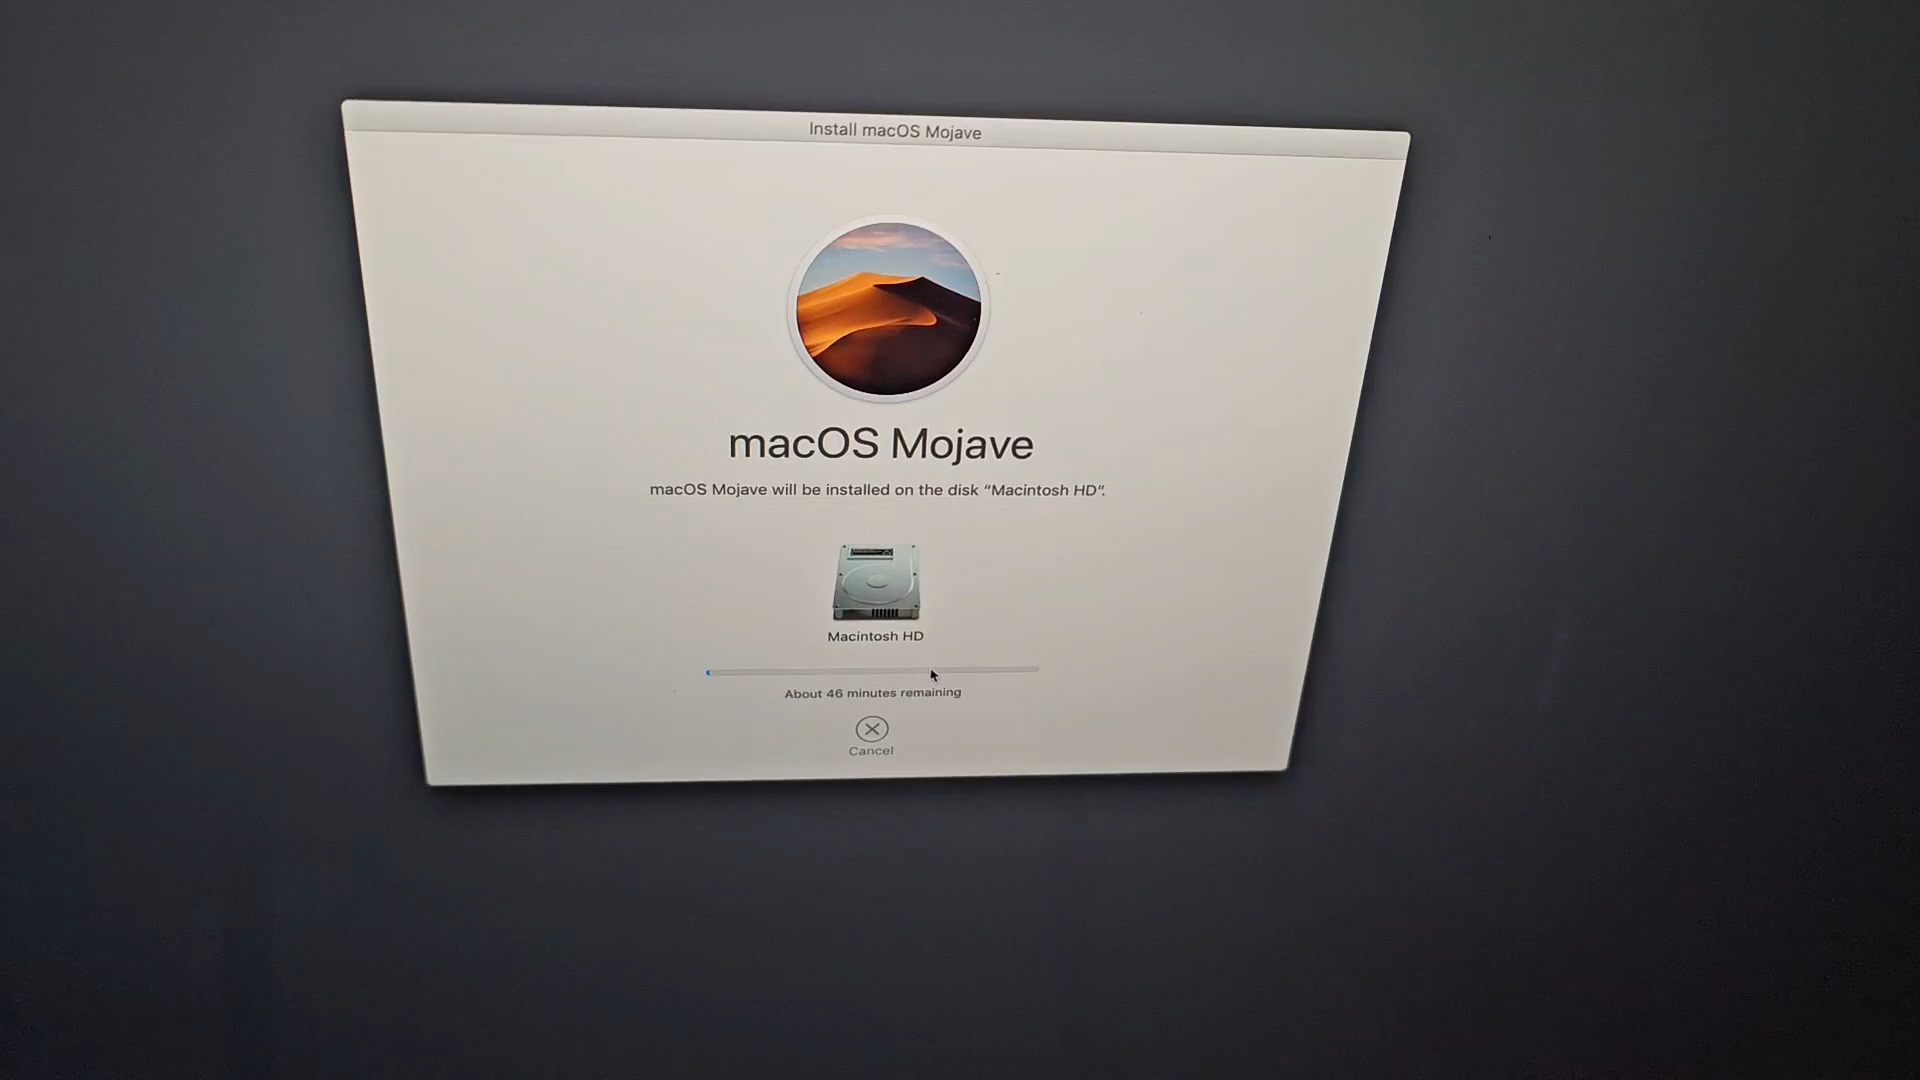 Install macOS Mojave
macOS Mojave
macOS Mojave will be installed on the disk “Macintosh HD”.
Macintosh HD
About 46 minutes remaining
Cancel